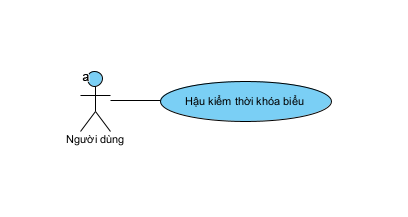 a
Hậu kiểm thời khóa biểu
Người dùng